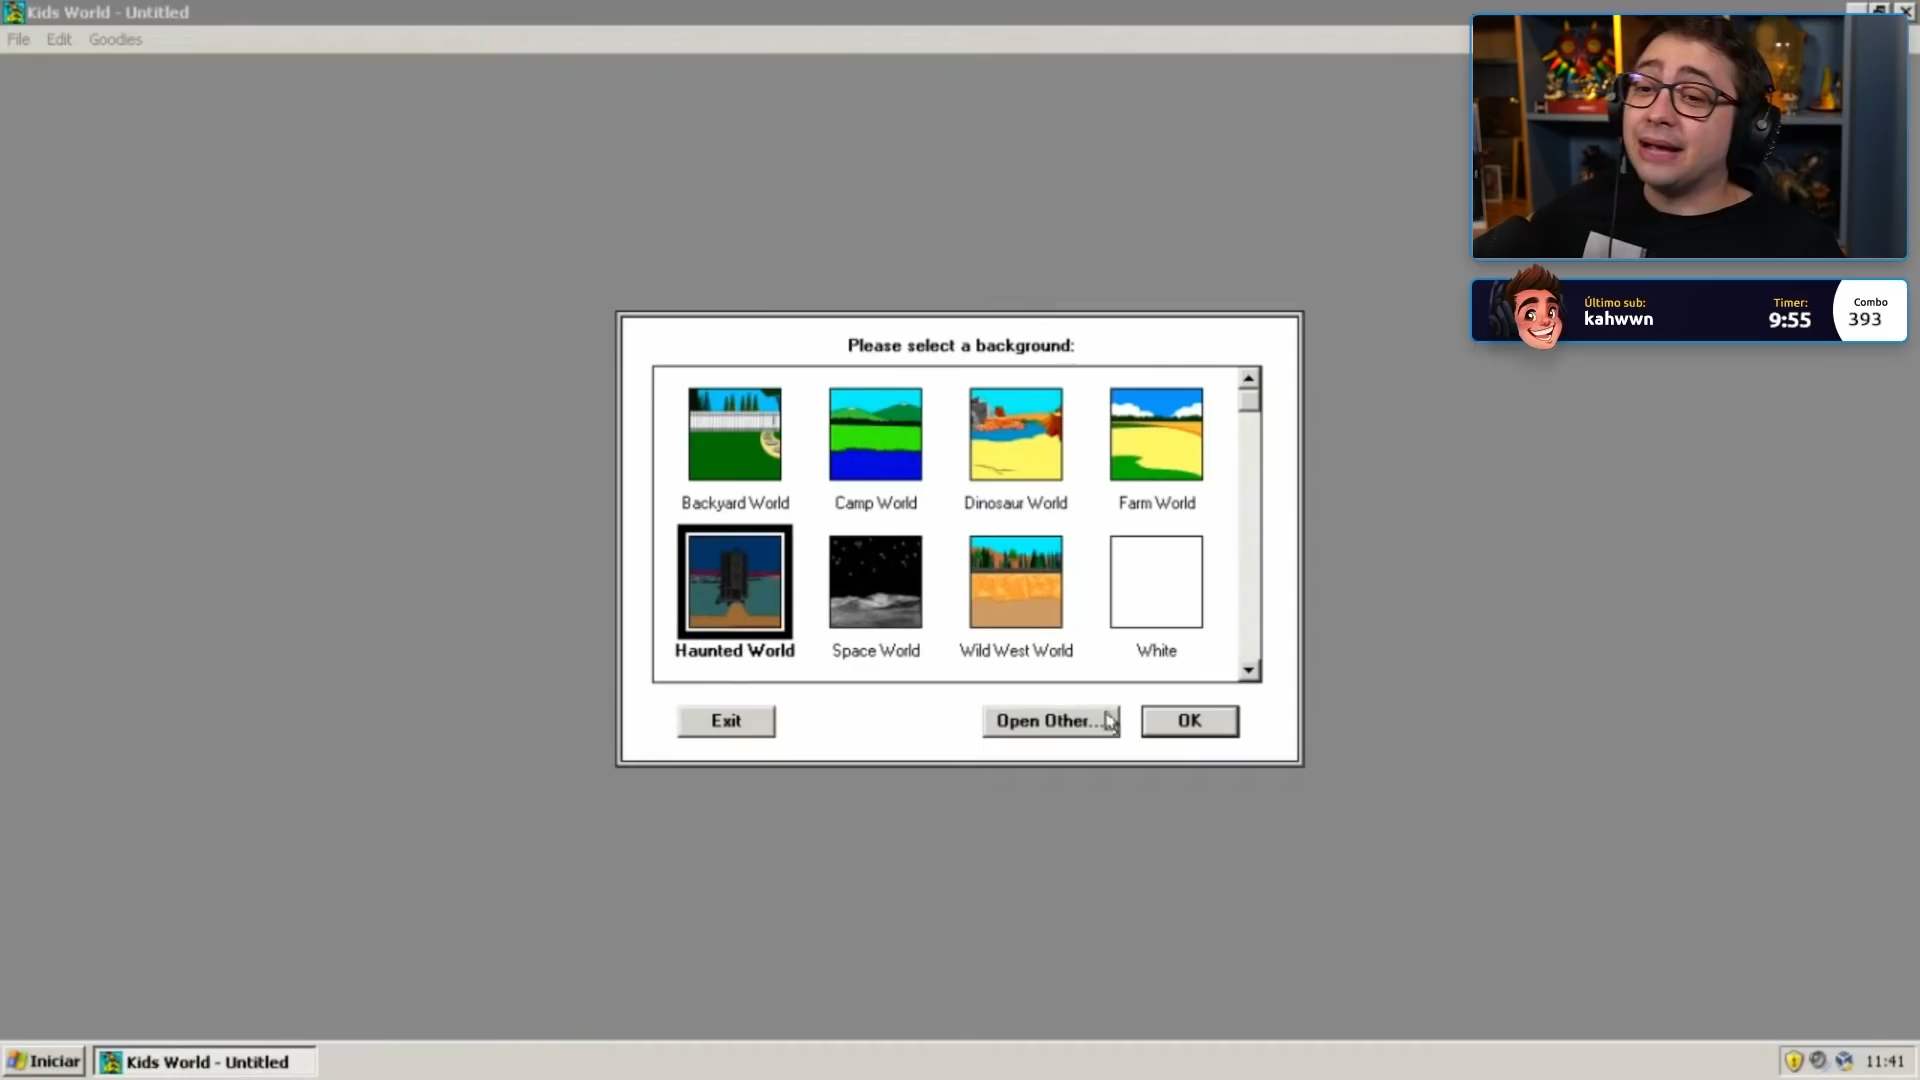 Kids World - Untitled
File Edit Goodies
Último sub:
kahwwn
Timer:
9:55
Combo
393
Please select a background:
Backyard World Camp World Dinosaur World Farm World
Haunted World Space World Wild West World White
Exit Open Other... OK
Iniciar Kids World - Untitled 11:41